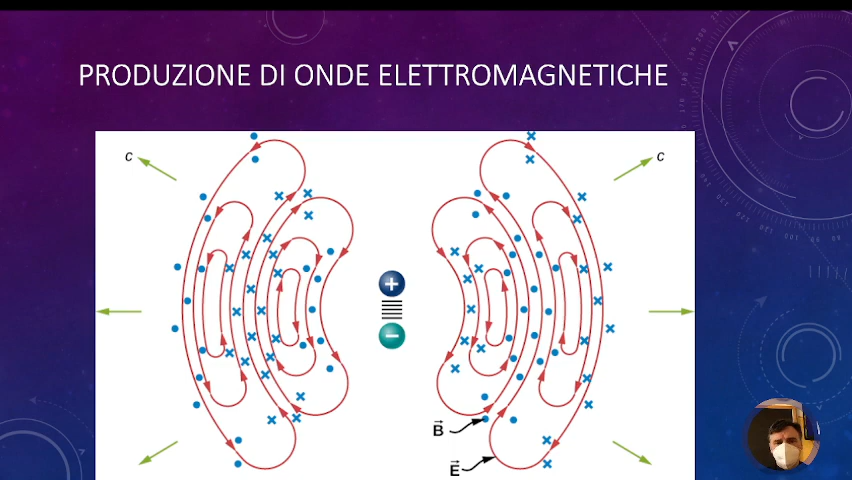 PRODUZIONE DI ONDE ELETTROMAGNETICHE
c
c
+
−
B
E